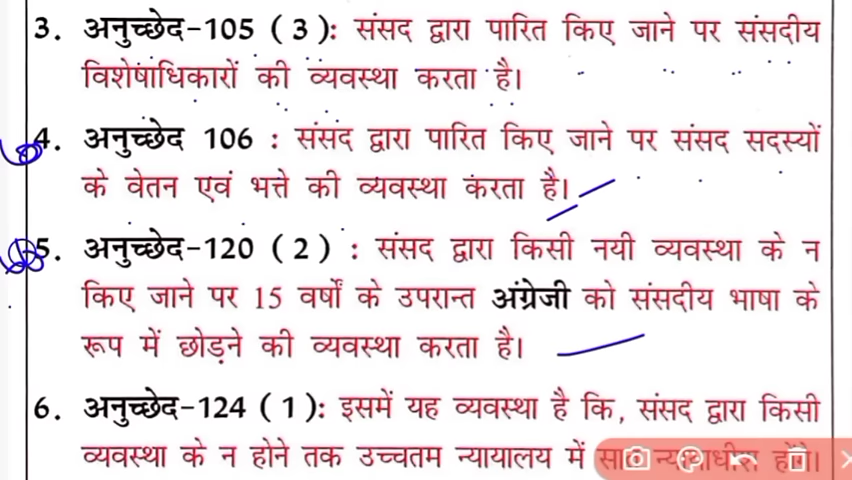 3. अनुच्छेद-105 (3): संसद द्वारा पारित किए जाने पर संसदीय
विशेषाधिकारों की व्यवस्था करता है।
4. अनुच्छेद 106 : संसद द्वारा पारित किए जाने पर संसद सदस्यों
के वेतन एवं भत्ते की व्यवस्था करता है।
5. अनुच्छेद-120 (2) : संसद द्वारा किसी नयी व्यवस्था के न
किए जाने पर 15 वर्षों के उपरान्त अंग्रेजी को संसदीय भाषा के
रूप में छोड़ने की व्यवस्था करता है।
6. अनुच्छेद-124 (1): इसमें यह व्यवस्था है कि, संसद द्वारा किसी
व्यवस्था के न होने तक उच्चतम न्यायालय में सात न्यायाधीश होंगे।